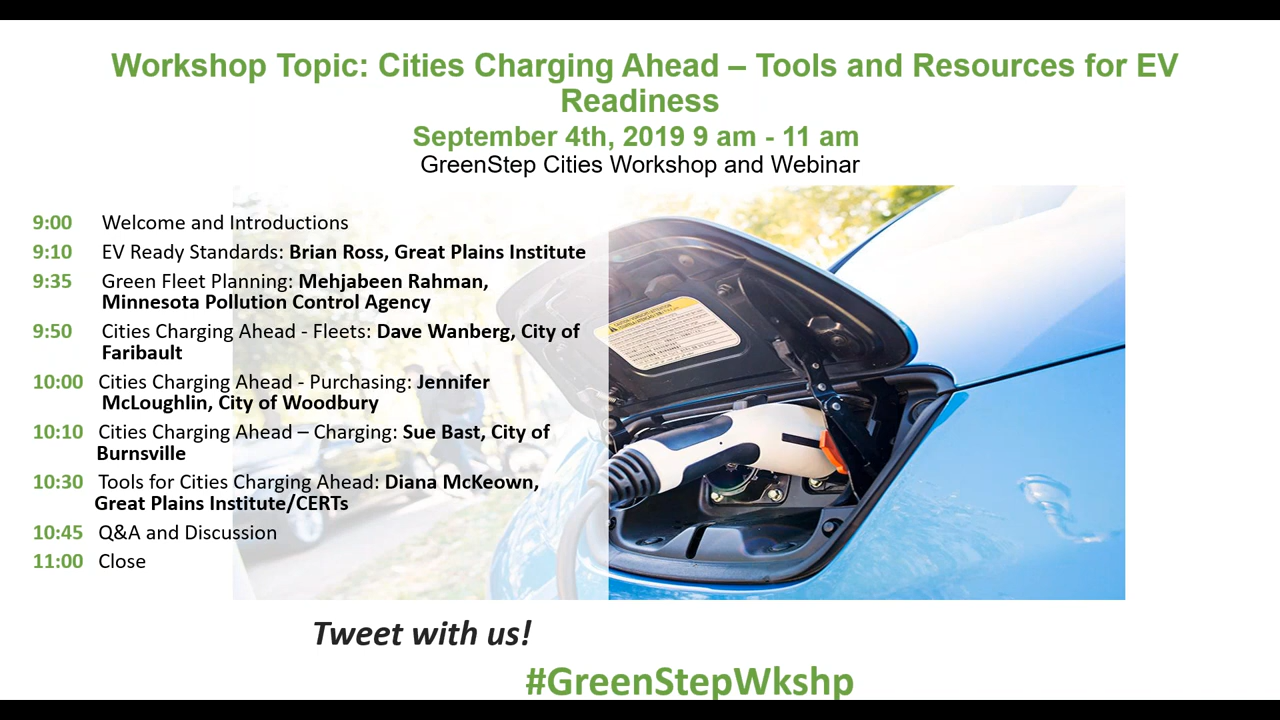 Workshop Topic: Cities Charging Ahead – Tools and Resources for EV
Readiness
September 4th, 2019 9 am - 11 am
GreenStep Cities Workshop and Webinar
9:00 Welcome and Introductions
9:10 EV Ready Standards: Brian Ross, Great Plains Institute
9:35 Green Fleet Planning: Mehjabeen Rahman,
Minnesota Pollution Control Agency
9:50 Cities Charging Ahead - Fleets: Dave Wanberg, City of
Faribault
10:00 Cities Charging Ahead - Purchasing: Jennifer
McLoughlin, City of Woodbury
10:10 Cities Charging Ahead – Charging: Sue Bast, City of
Burnsville
10:30 Tools for Cities Charging Ahead: Diana McKeown,
Great Plains Institute/CERTs
10:45 Q&A and Discussion
11:00 Close
Tweet with us!
#GreenStepWkshp